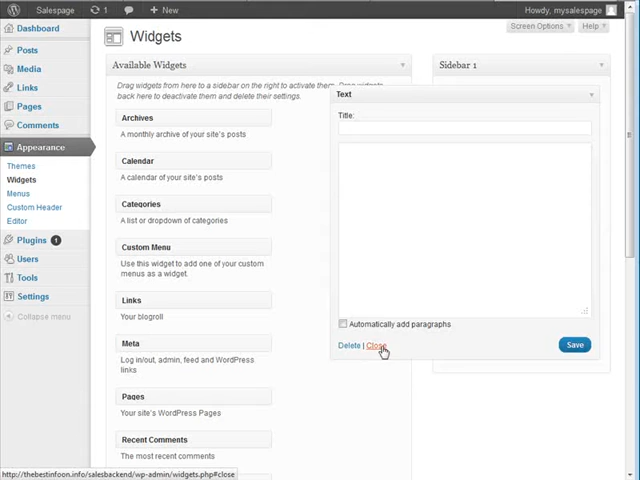 Salespage 1 + New Howdy, mysalespage
Screen Options Help
Dashboard
Posts
Media
Links
Pages
Comments
Appearance
Themes
Widgets
Menus
Custom Header
Editor
Plugins 1
Users
Tools
Settings
Collapse menu
Widgets
Available Widgets
Drag widgets from here to a sidebar on the right to activate them. Drag widgets
back here to deactivate them and delete their settings.
Archives
A monthly archive of your site's posts
Calendar
A calendar of your site's posts
Categories
A list or dropdown of categories
Custom Menu
Use this widget to add one of your custom
menus as a widget.
Links
Your blogroll
Meta
Log in/out, admin, feed and WordPress
links
Pages
Your site's WordPress Pages
Recent Comments
The most recent comments
Sidebar 1
Text
Title:
Automatically add paragraphs
Delete | Close
Save
http://thebestinfoon.info/salesbackend/wp-admin/widgets.php#close